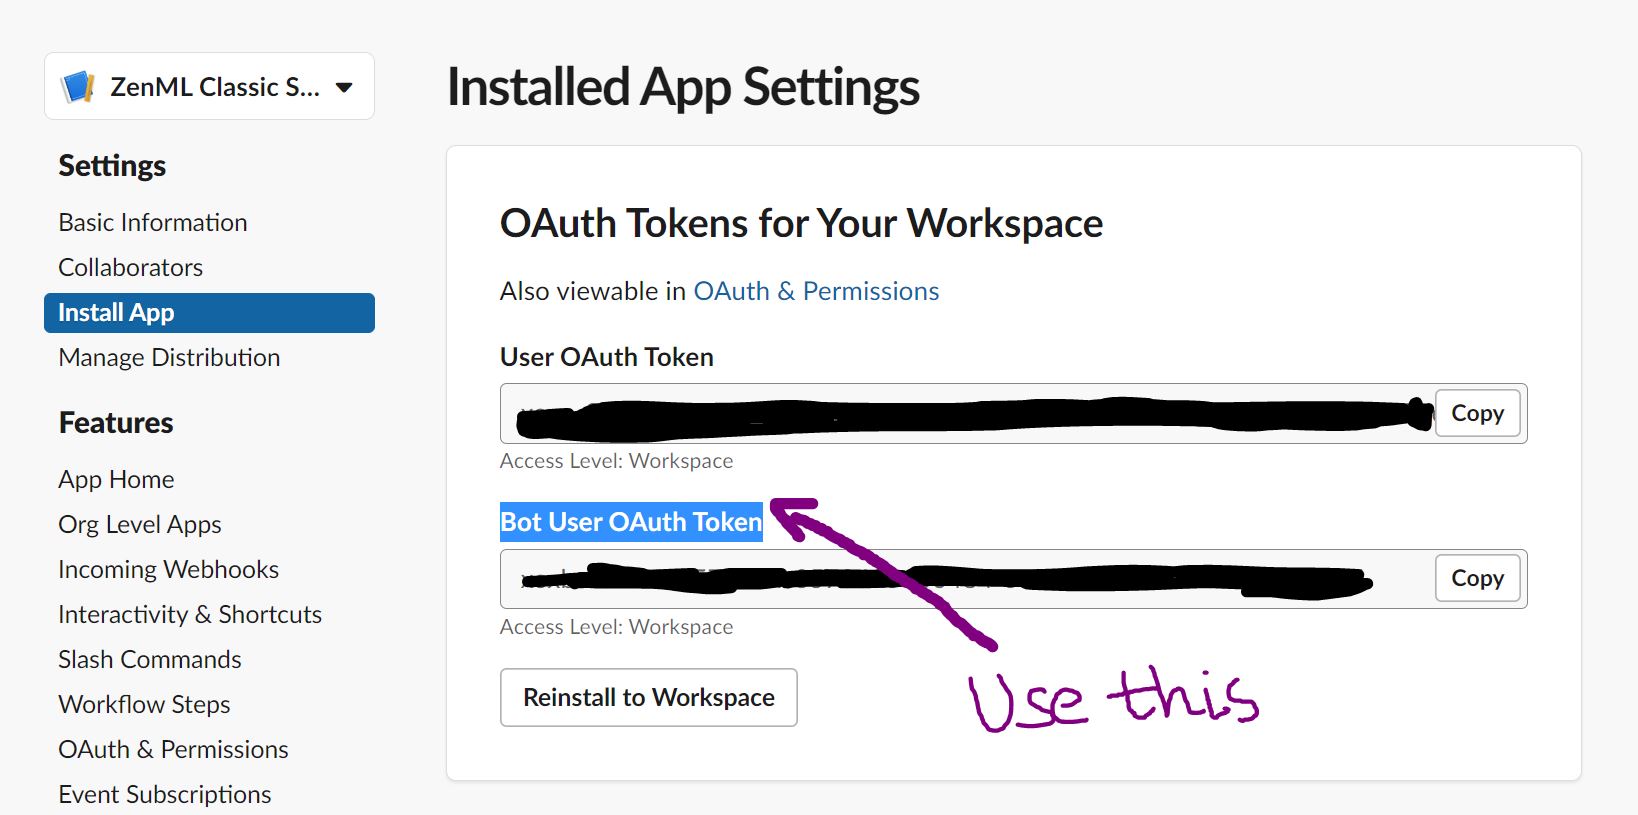 ZenML Classic S...
Installed App Settings
Settings
Basic Information
Collaborators
Install App
Manage Distribution
Features
App Home
Org Level Apps
Incoming Webhooks
Interactivity & Shortcuts
Slash Commands
Workflow Steps
OAuth & Permissions
Event Subscriptions
OAuth Tokens for Your Workspace
Also viewable in OAuth & Permissions
User OAuth Token
Copy
Access Level: Workspace
Bot User OAuth Token
Copy
Access Level: Workspace
Reinstall to Workspace
Use this